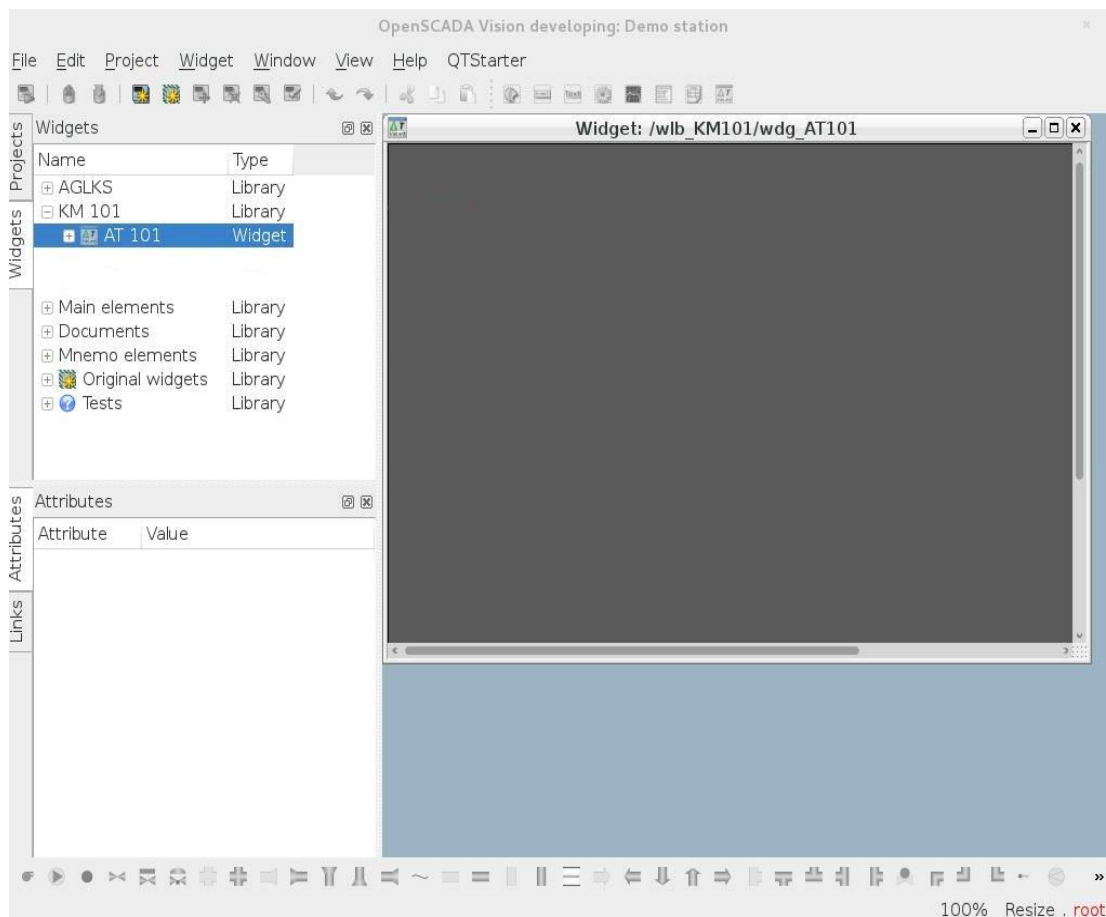 OpenSCADA Vision developing: Demo station
File Edit Project Widget Window View Help QTStarter
Projects
Widgets
Widgets
Name Type
AGLKS Library
KM 101 Library
AT 101 Widget
Main elements Library
Documents Library
Mnemo elements Library
Original widgets Library
Tests Library
Widget: /wlb_KM101/wdg_AT101
Attributes
Links
Attributes
Attribute Value
100% Resize . root